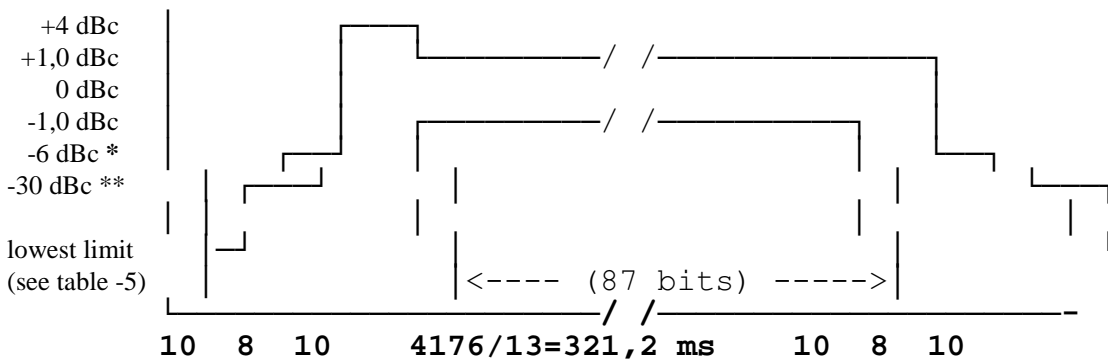 +4 dBc
+1,0 dBc
0 dBc
-1,0 dBc
-6 dBc *
-30 dBc **
lowest limit
(see table -5)
<---- (87 bits) ----->
10 8 10 4176/13=321,2 ms 10 8 10